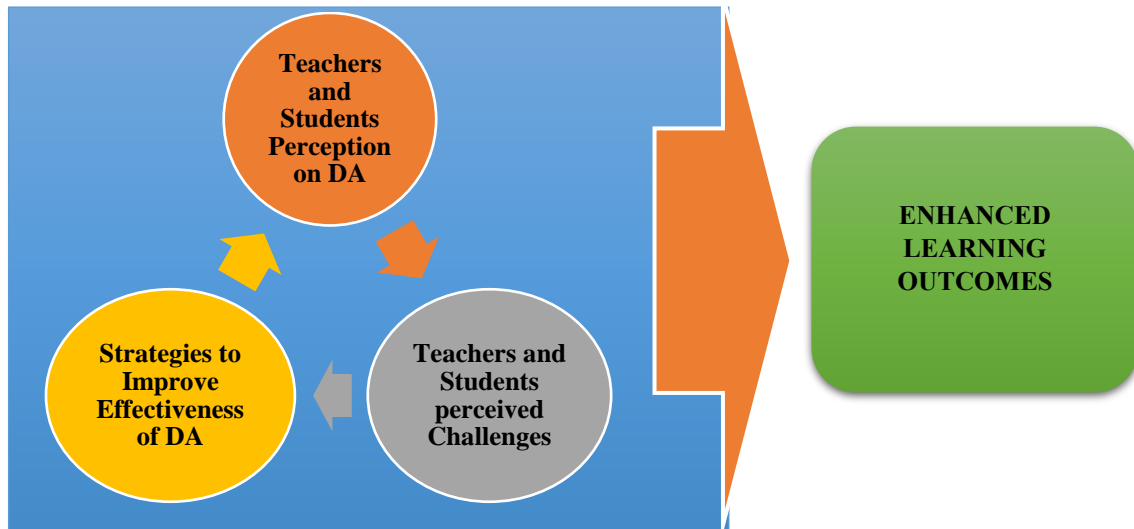 Teachers
and
Students
Perception
on DA
Strategies to
Improve
Effectiveness
of DA
Teachers and
Students
perceived
Challenges
ENHANCED
LEARNING
OUTCOMES